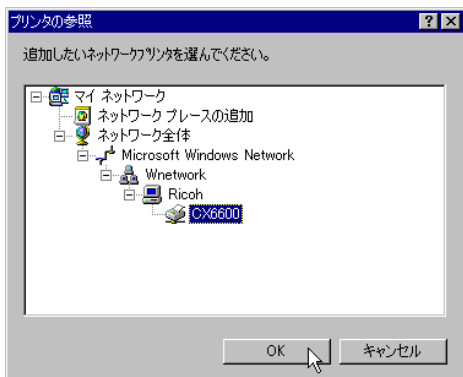 プリンタの参照
追加したいネットワークプリンタを選んでください。
マイ ネットワーク
ネットワーク プレースの追加
ネットワーク全体
Microsoft Windows Network
Wnetwork
Ricoh
CX6600
OK キャンセル